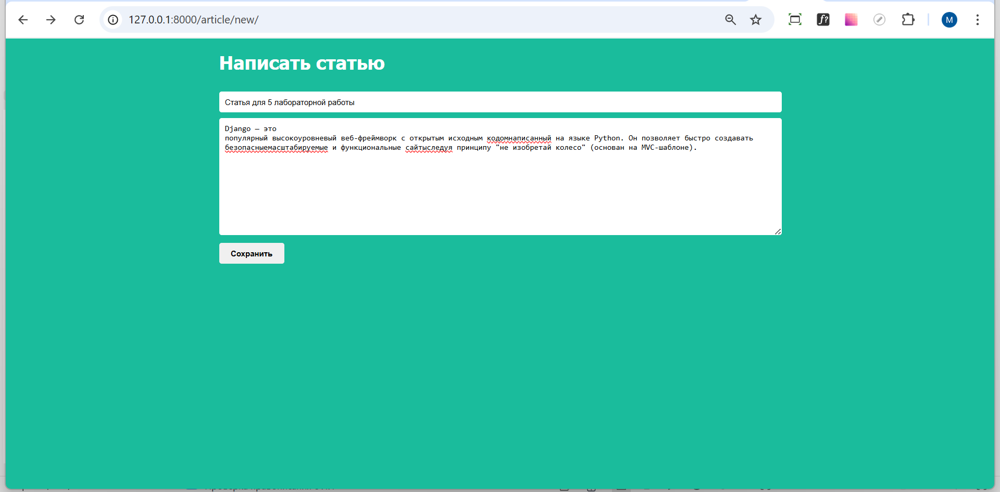 127.0.0.1:8000/article/new/
f?
M
Написать статью
Статья для 5 лабораторной работы
Django — это
популярный высокоуровневый веб-фреймворк с открытым исходным кодомнаписанный на языке Python. Он позволяет быстро создавать
безопасныемасштабируемые и функциональные сайтыследуя принципу "не изобретай колесо" (основан на MVC-шаблоне).
Сохранить